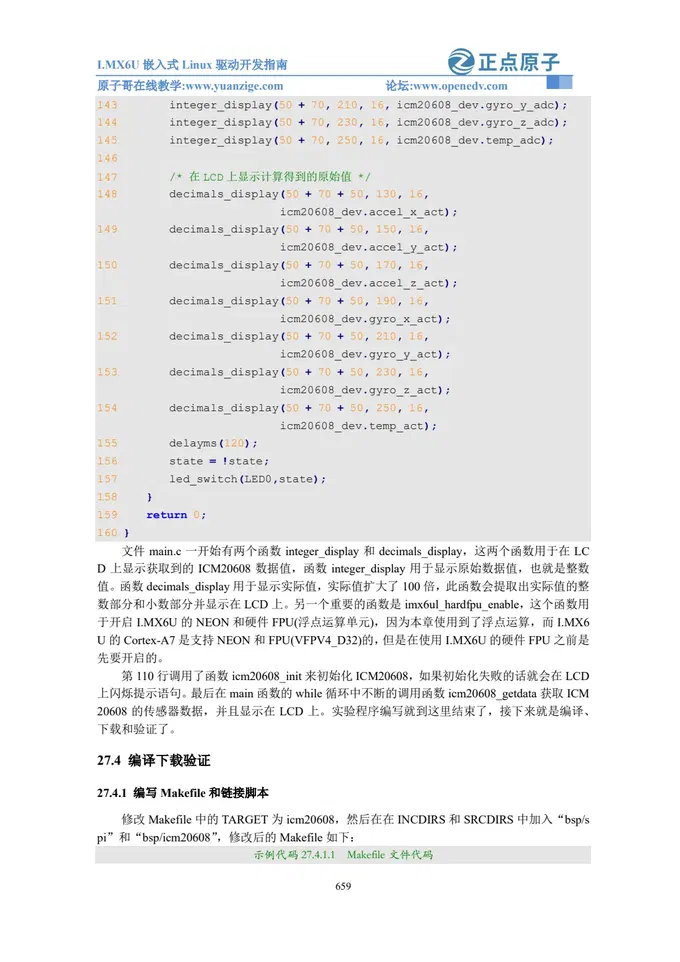 I.MX6U 嵌入式 Linux 驱动开发指南
正点原子
原子哥在线教学:www.yuanzige.com 论坛:www.openedv.com
143 integer_display(50 + 70, 210, 16, icm20608_dev.gyro_y_adc);
144 integer_display(50 + 70, 230, 16, icm20608_dev.gyro_z_adc);
145 integer_display(50 + 70, 250, 16, icm20608_dev.temp_adc);
146
147 /* 在 LCD 上显示计算得到的原始值 */
148 decimals_display(50 + 70 + 50, 130, 16,
icm20608_dev.accel_x_act);
149 decimals_display(50 + 70 + 50, 150, 16,
icm20608_dev.accel_y_act);
150 decimals_display(50 + 70 + 50, 170, 16,
icm20608_dev.accel_z_act);
151 decimals_display(50 + 70 + 50, 190, 16,
icm20608_dev.gyro_x_act);
152 decimals_display(50 + 70 + 50, 210, 16,
icm20608_dev.gyro_y_act);
153 decimals_display(50 + 70 + 50, 230, 16,
icm20608_dev.gyro_z_act);
154 decimals_display(50 + 70 + 50, 250, 16,
icm20608_dev.temp_act);
155 delayms(120);
156 state = !state;
157 led_switch(LED0,state);
158 }
159 return 0;
160 }
文件 main.c 一开始有两个函数 integer_display 和 decimals_display，这两个函数用于在 LC
D 上显示获取到的 ICM20608 数据值，函数 integer_display 用于显示原始数据值，也就是整数
值。函数 decimals_display 用于显示实际值，实际值扩大了 100 倍，此函数会提取出实际值的整
数部分和小数部分并显示在 LCD 上。另一个重要的函数是 imx6ul_hardfpu_enable，这个函数用
于开启 I.MX6U 的 NEON 和硬件 FPU(浮点运算单元)，因为本章使用到了浮点运算，而 I.MX6
U 的 Cortex-A7 是支持 NEON 和 FPU(VFPV4_D32)的，但是在使用 I.MX6U 的硬件 FPU 之前是
先要开启的。
第 110 行调用了函数 icm20608_init 来初始化 ICM20608，如果初始化失败的话就会在 LCD
上闪烁提示语句。最后在 main 函数的 while 循环中不断的调用函数 icm20608_getdata 获取 ICM
20608 的传感器数据，并且显示在 LCD 上。实验程序编写就到这里结束了，接下来就是编译、
下载和验证了。
27.4 编译下载验证
27.4.1 编写 Makefile 和链接脚本
修改 Makefile 中的 TARGET 为 icm20608，然后在在 INCDIRS 和 SRCDIRS 中加入“bsp/s
pi”和“bsp/icm20608”，修改后的 Makefile 如下：
示例代码 27.4.1.1 Makefile 文件代码
659